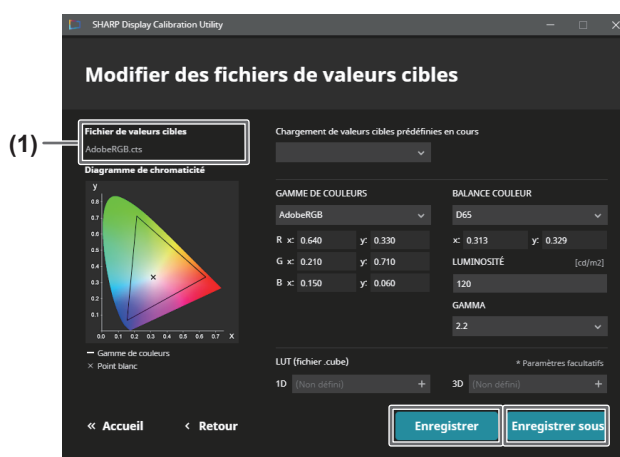 SHARP Display Calibration Utility
Modifier des fichiers de valeurs cibles
(1)
Fichier de valeurs cibles
AdobeRGB.cts
Diagramme de chromaticité
y
0.8
0.7
0.6
0.5
0.4
0.3
0.2
0.1
0.0 0.1 0.2 0.3 0.4 0.5 0.6 0.7 X
Gamme de couleurs
× Point blanc
Chargement de valeurs cibles prédéfinies en cours
GAMME DE COULEURS
AdobeRGB
R x: 0.640 y: 0.330
G x: 0.210 y: 0.710
B x: 0.150 y: 0.060
BALANCE COULEUR
D65
x: 0.313 y: 0.329
LUMINOSITÉ [cd/m2]
120
GAMMA
2.2
LUT (fichier .cube) * Paramètres facultatifs
1D (Non défini) + 3D (Non défini) +
« Accueil ‹ Retour Enregistrer Enregistrer sous